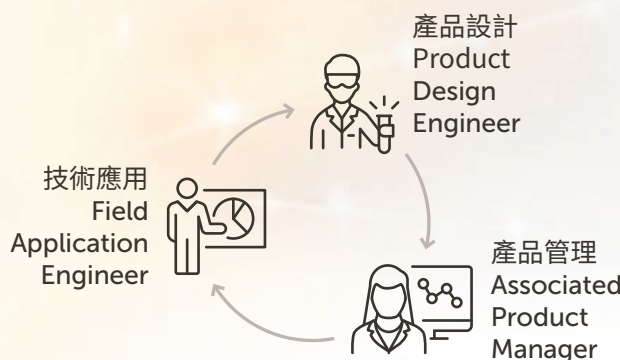 產品設計
Product
Design
Engineer
技術應用
Field
Application
Engineer
產品管理
Associated
Product
Manager